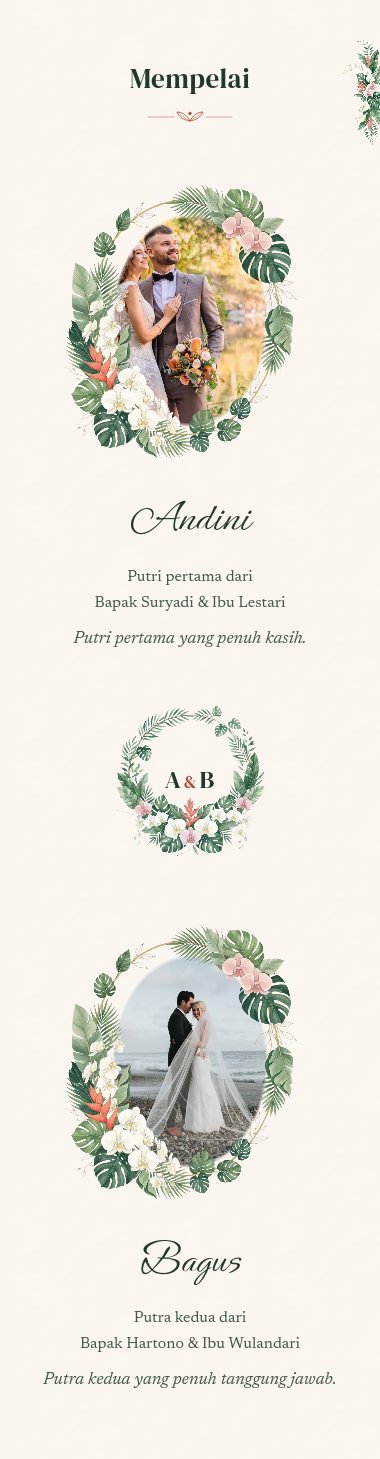 Mempelai
Andini
Putri pertama dari
Bapak Suryadi & Ibu Lestari
Putri pertama yang penuh kasih.
A & B
Bagus
Putra kedua dari
Bapak Hartono & Ibu Wulandari
Putra kedua yang penuh tanggung jawab.